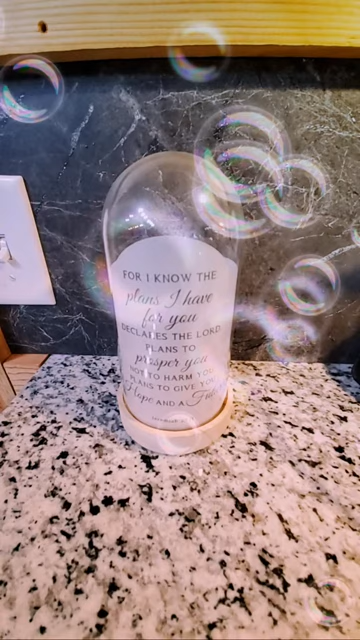 FOR I KNOW THE
plans I have
for you
DECLARES THE LORD
PLANS TO
prosper you
NOT TO HARM YOU
PLANS TO GIVE YOU
Hope AND A